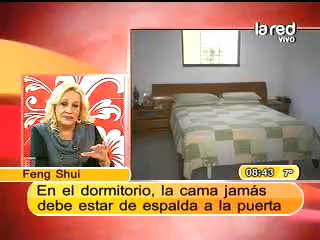 la red
vivo
Feng Shui
08:43 7º
En el dormitorio, la cama jamás
debe estar de espalda a la puerta